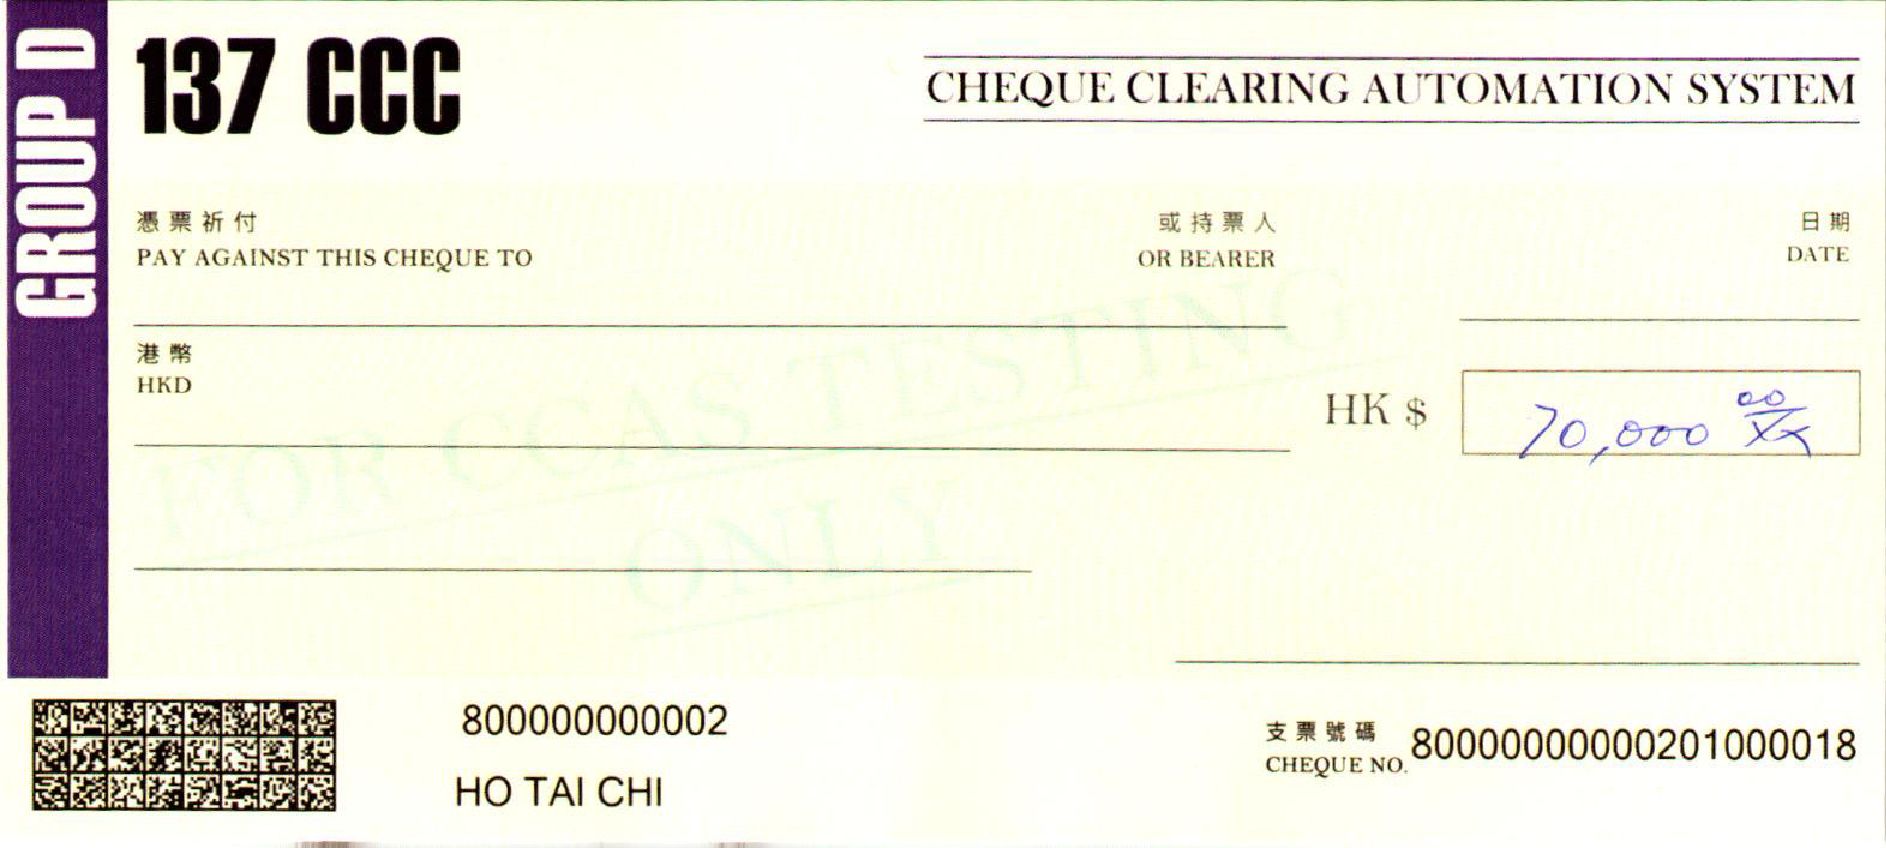 GROUP D
137 CCC
CHEQUE CLEARING AUTOMATION SYSTEM
憑票祈付 或持票人 日期
PAY AGAINST THIS CHEQUE TO OR BEARER DATE
港幣
HKD
HK $ 70,000 00/XX
FOR CCAS TESTING
ONLY
800000000002
HO TAI CHI
支票號碼
CHEQUE NO. 80000000000201000018